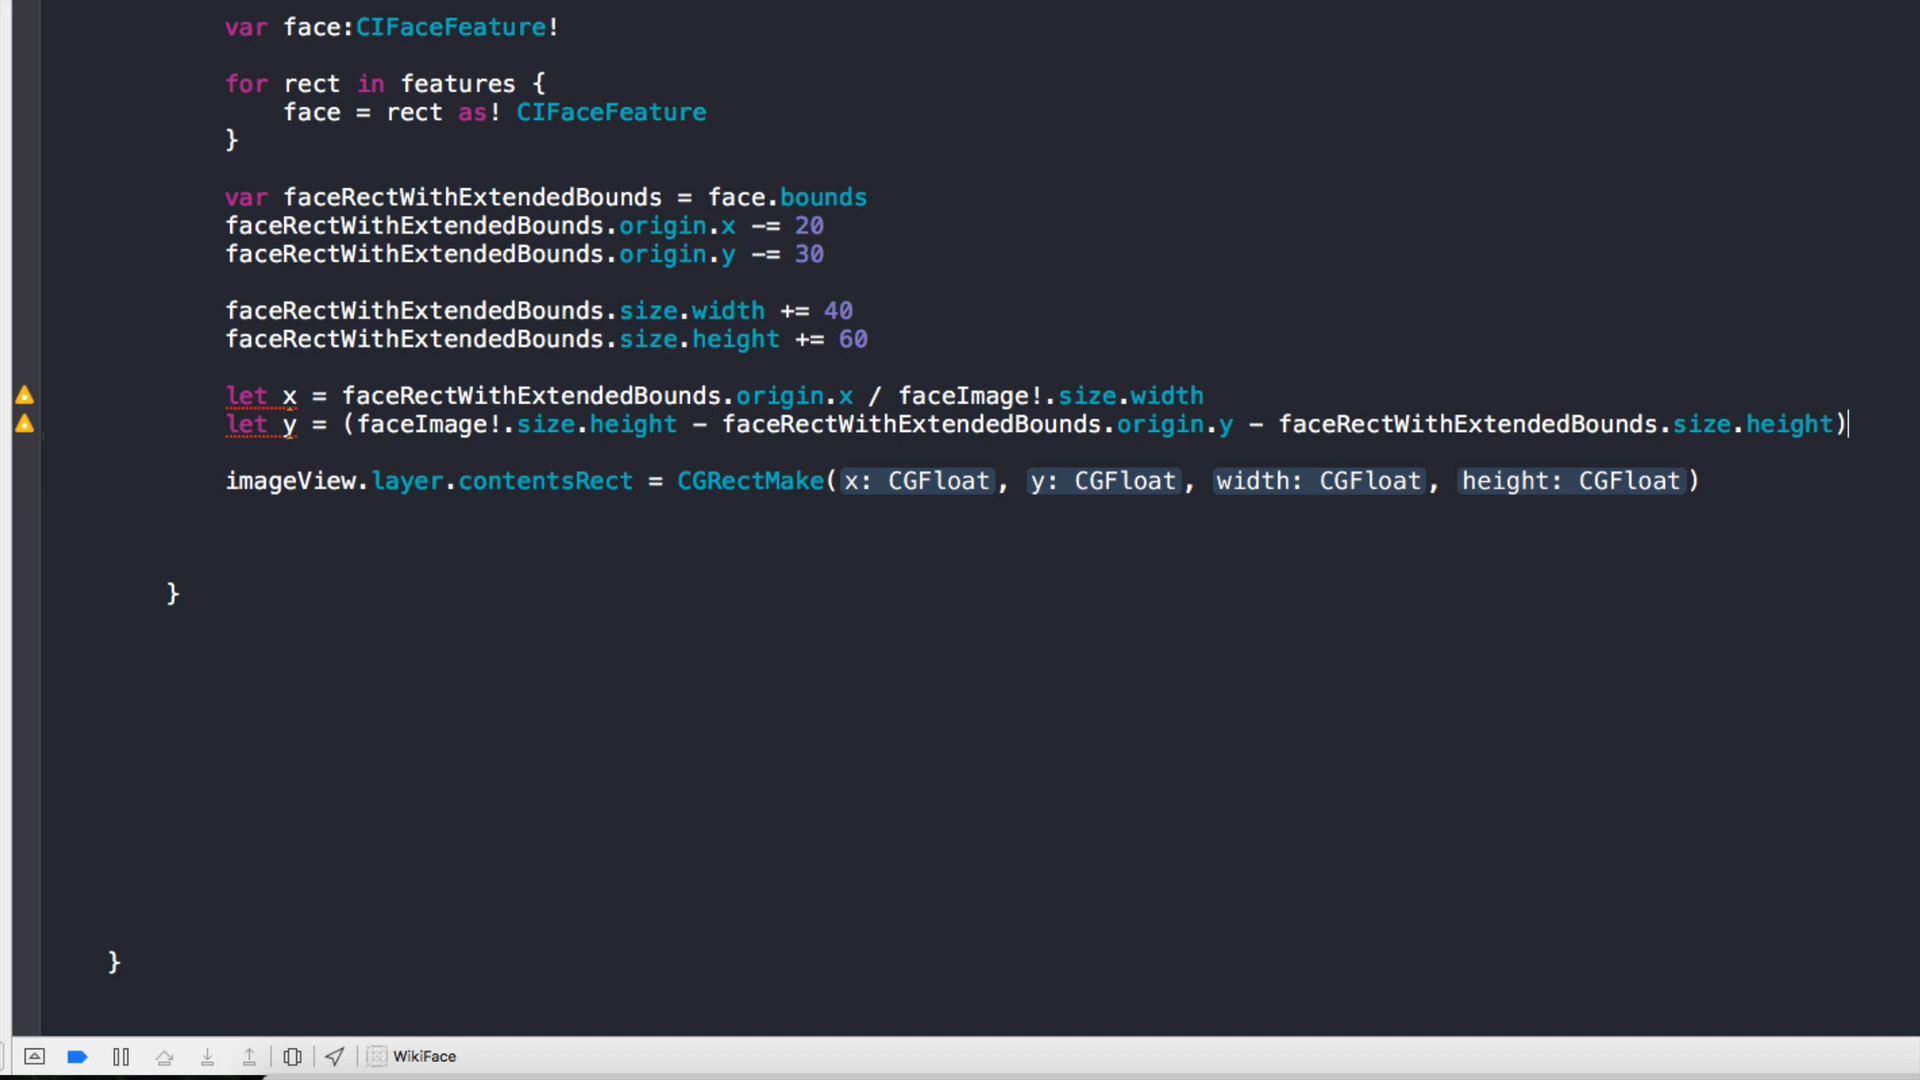 var face:CIFaceFeature!
for rect in features {
face = rect as! CIFaceFeature
}
var faceRectWithExtendedBounds = face.bounds
faceRectWithExtendedBounds.origin.x -= 20
faceRectWithExtendedBounds.origin.y -= 30
faceRectWithExtendedBounds.size.width += 40
faceRectWithExtendedBounds.size.height += 60
let x = faceRectWithExtendedBounds.origin.x / faceImage!.size.width
let y = (faceImage!.size.height - faceRectWithExtendedBounds.origin.y - faceRectWithExtendedBounds.size.height)
imageView.layer.contentsRect = CGRectMake(x: CGFloat, y: CGFloat, width: CGFloat, height: CGFloat)
}
}
WikiFace